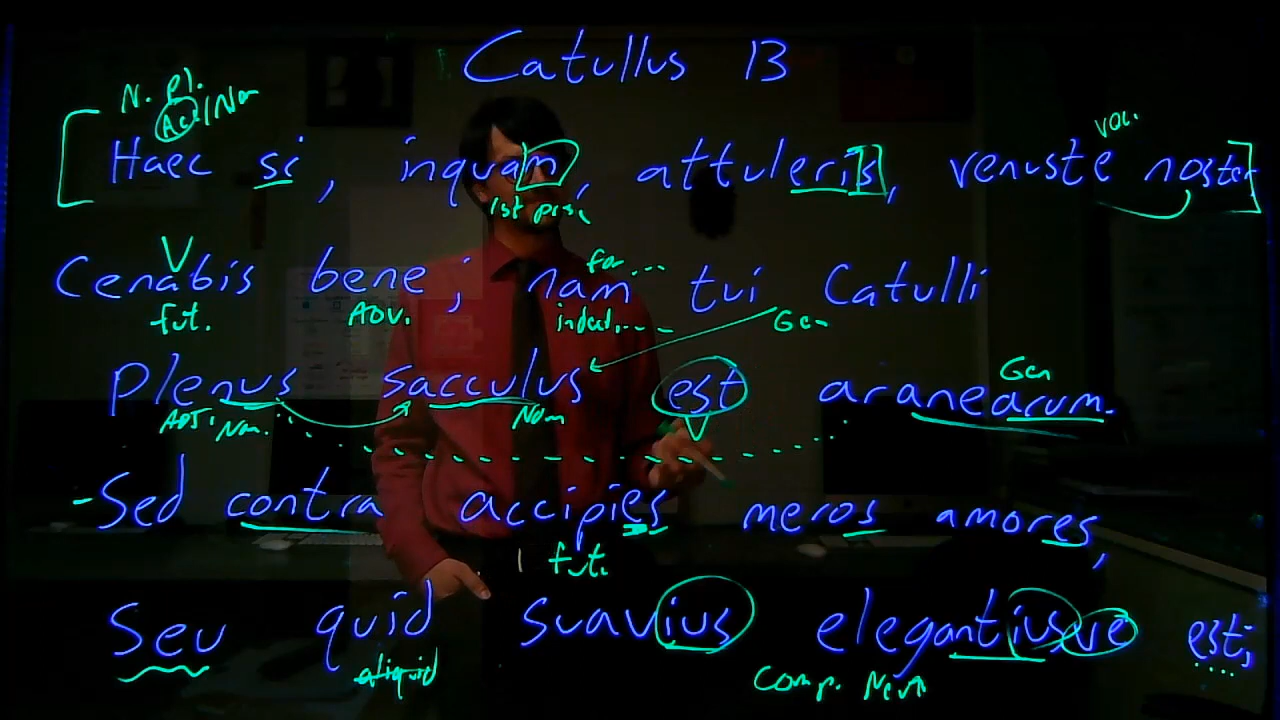 Catullus 13
N. pl.
Acc/Nom
voc.
Haec si, inquam, attuleris, venuste noster
1st pers.
V
for...
Cenabis bene; nam tui Catulli
fut. ADV. indecl.... Gen
Gen
Plenus sacculus est aranearum.
ADJ. Nom. Nom V
-Sed contra accipies meros amores,
fut.
Seu quid suavius elegantiusve est;
aliquid Comp. Neut